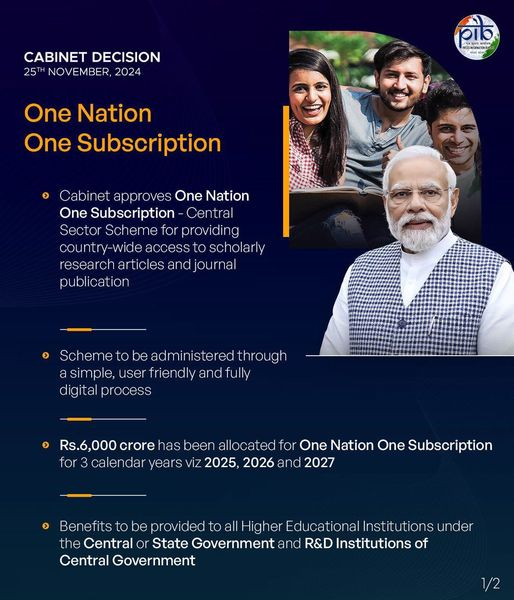 pib
CABINET DECISION
25TH NOVEMBER, 2024
One Nation
One Subscription
Cabinet approves One Nation
One Subscription - Central
Sector Scheme for providing
country-wide access to scholarly
research articles and journal
publication
Scheme to be administered through
a simple, user friendly and fully
digital process
Rs.6,000 crore has been allocated for One Nation One Subscription
for 3 calendar years viz 2025, 2026 and 2027
Benefits to be provided to all Higher Educational Institutions under
the Central or State Government and R&D Institutions of
Central Government
1/2